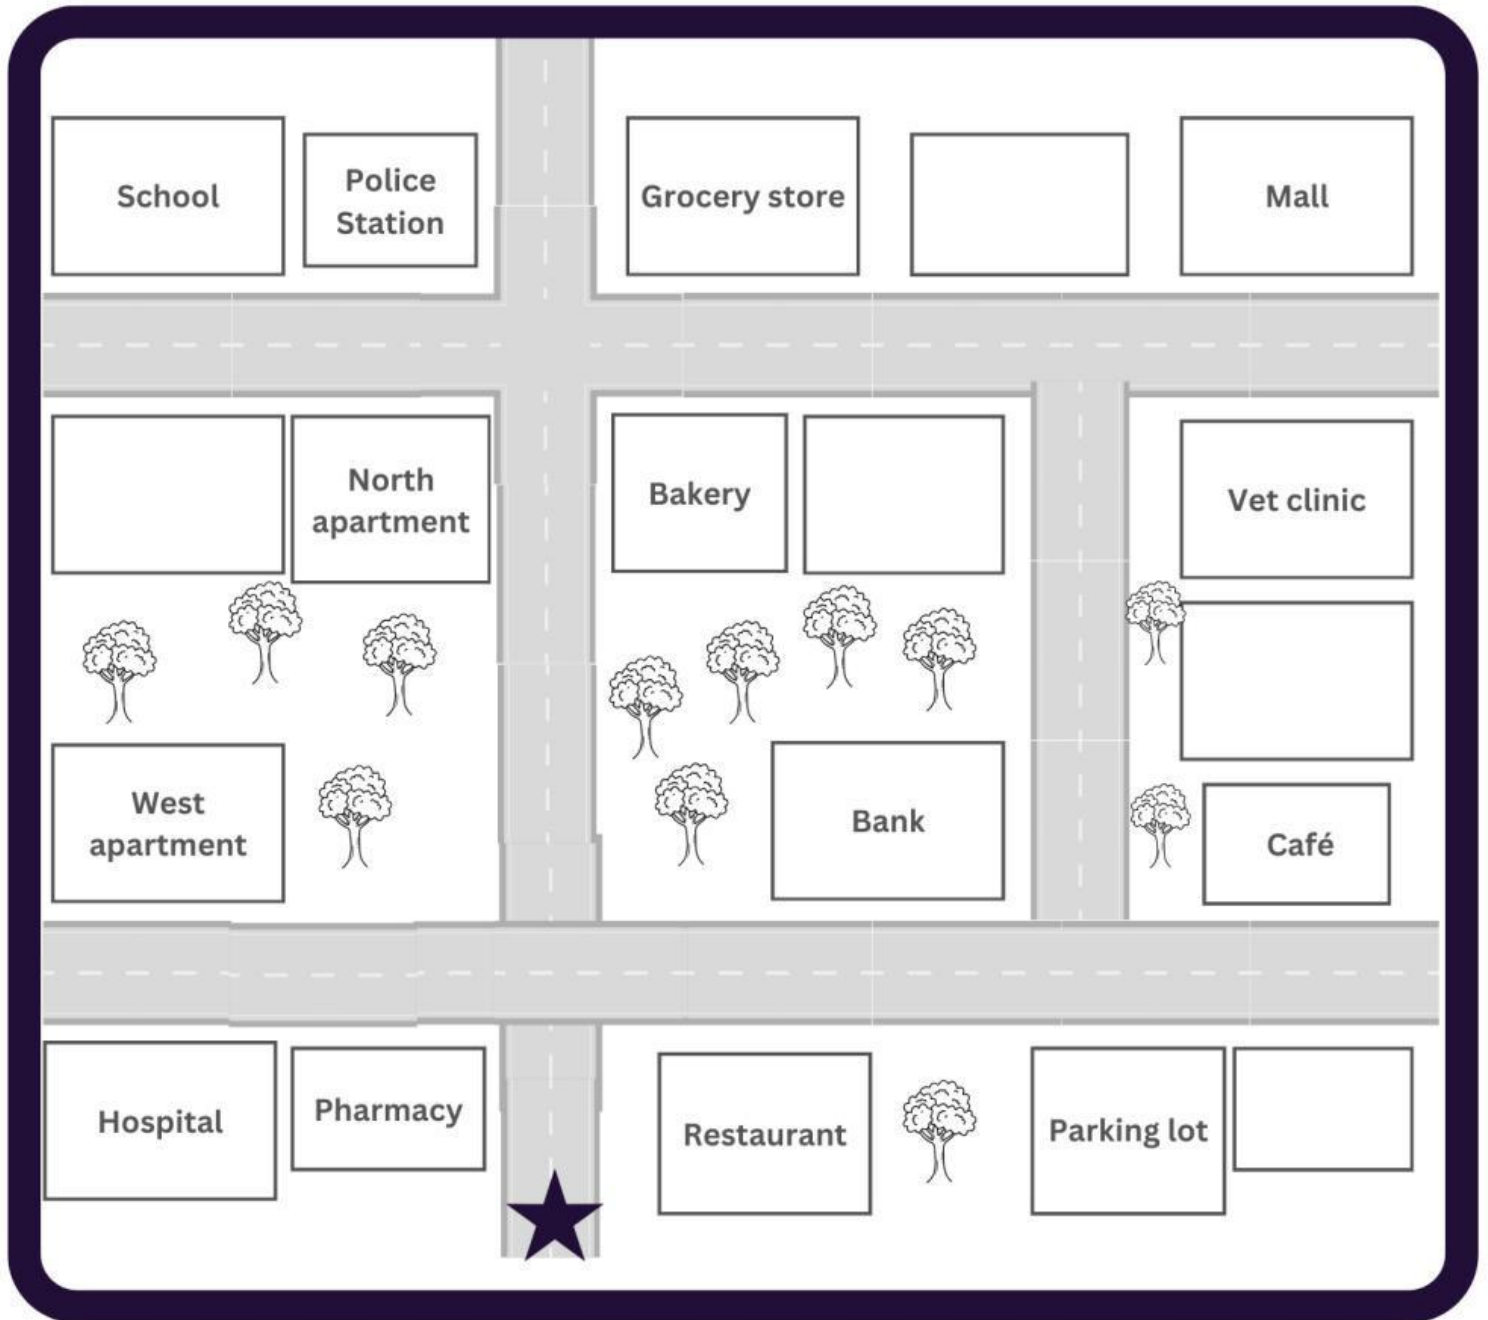 School
Police
Station
Grocery store
Mall
North
apartment
Bakery
Vet clinic
West
apartment
Bank
Café
Hospital
Pharmacy
Restaurant
Parking lot